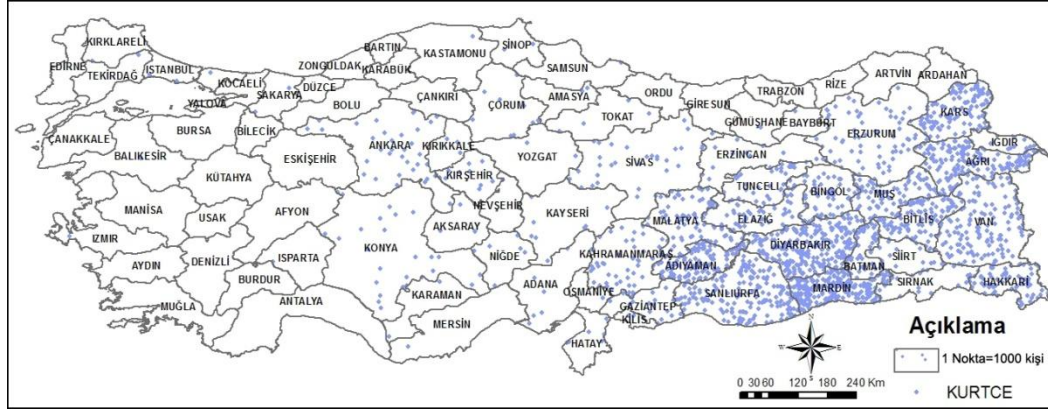 KIRKLARELİ
EDİRNE
TEKİRDAĞ
İSTANBUL
KOCAELİ
YALOVA
SAKARYA
DÜZCE
ZONGULDAK
BARTIN
KARABÜK
KASTAMONU
SİNOP
SAMSUN
ORDU
GİRESUN
TRABZON
RİZE
ARTVİN
ARDAHAN
KARS
IĞDIR
AĞRI
ERZURUM
BAYBURT
GÜMÜŞHANE
TOKAT
AMASYA
ÇORUM
ÇANKIRI
BOLU
BİLECİK
BURSA
ÇANAKKALE
BALIKESİR
KÜTAHYA
ESKİŞEHİR
ANKARA
KIRIKKALE
KIRŞEHİR
YOZGAT
SİVAS
ERZİNCAN
TUNCELİ
BİNGÖL
MUŞ
BİTLİS
VAN
MANİSA
UŞAK
AFYON
KONYA
AKSARAY
NEVŞEHİR
KAYSERİ
MALATYA
ELAZIĞ
DİYARBAKIR
BATMAN
SİİRT
ŞIRNAK
HAKKARİ
İZMİR
AYDIN
DENİZLİ
ISPARTA
BURDUR
MUĞLA
ANTALYA
KARAMAN
MERSİN
NİĞDE
ADANA
KAHRAMANMARAŞ
OSMANİYE
ADIYAMAN
GAZİANTEP
KİLİS
ŞANLIURFA
MARDİN
HATAY
Açıklama
1 Nokta=1000 kişi
KURTCE
N
W E
S
0 30 60 120 180 240 Km